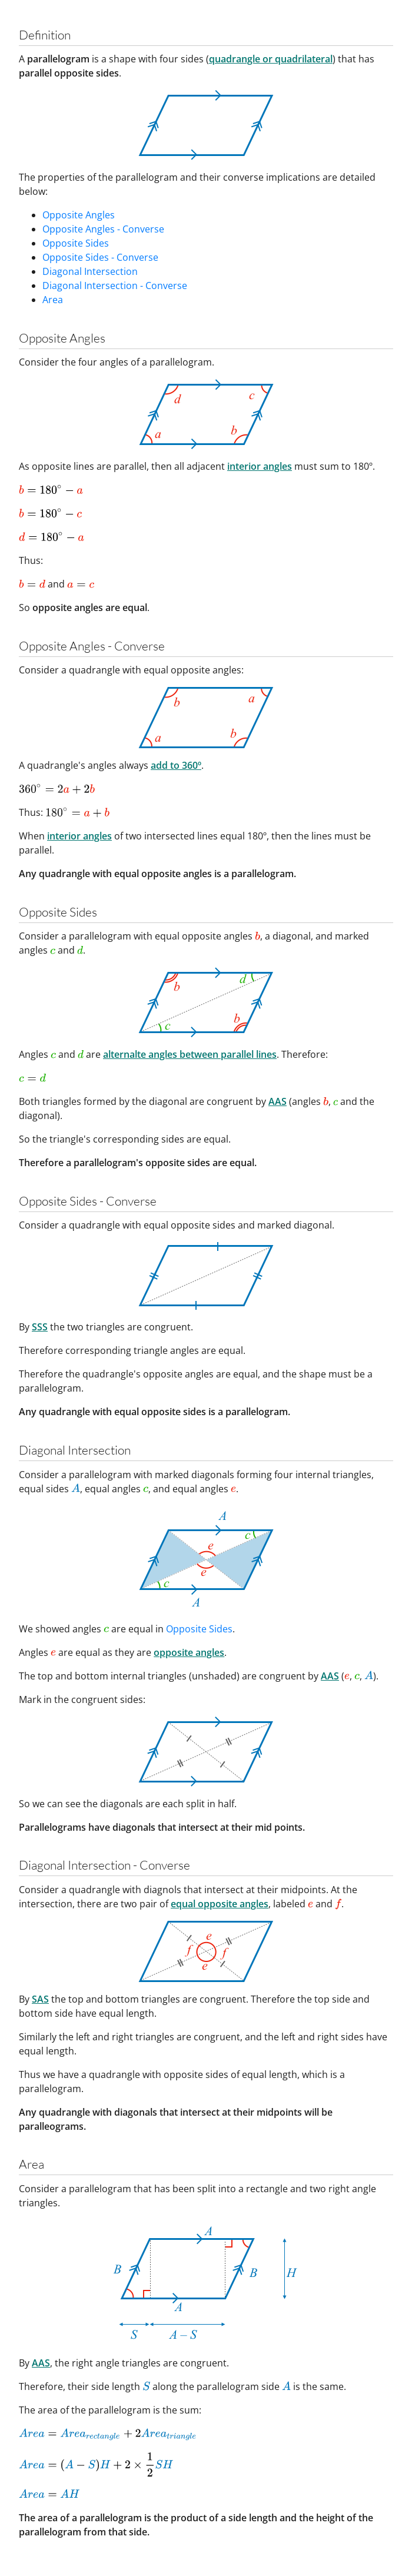 Definition
A parallelogram is a shape with four sides (quadrangle or quadrilateral) that has
parallel opposite sides.
The properties of the parallelogram and their converse implications are detailed
below:
Opposite Angles
Opposite Angles - Converse
Opposite Sides
Opposite Sides - Converse
Diagonal Intersection
Diagonal Intersection - Converse
Area
Opposite Angles
Consider the four angles of a parallelogram.
d c
a b
As opposite lines are parallel, then all adjacent interior angles must sum to 180º.
b = 180° − a
b = 180° − c
d = 180° − a
Thus:
b = d and a = c
So opposite angles are equal.
Opposite Angles - Converse
Consider a quadrangle with equal opposite angles:
b a
a b
A quadrangle's angles always add to 360º.
360° = 2a + 2b
Thus: 180° = a + b
When interior angles of two intersected lines equal 180º, then the lines must be
parallel.
Any quadrangle with equal opposite angles is a parallelogram.
Opposite Sides
Consider a parallelogram with equal opposite angles b, a diagonal, and marked
angles c and d.
b d
c b
Angles c and d are alternalte angles between parallel lines. Therefore:
c = d
Both triangles formed by the diagonal are congruent by AAS (angles b, c and the
diagonal).
So the triangle's corresponding sides are equal.
Therefore a parallelogram's opposite sides are equal.
Opposite Sides - Converse
Consider a quadrangle with equal opposite sides and marked diagonal.
By SSS the two triangles are congruent.
Therefore corresponding triangle angles are equal.
Therefore the quadrangle's opposite angles are equal, and the shape must be a
parallelogram.
Any quadrangle with equal opposite sides is a parallelogram.
Diagonal Intersection
Consider a parallelogram with marked diagonals forming four internal triangles,
equal sides A, equal angles c, and equal angles e.
A
c
e
e
c
A
We showed angles c are equal in Opposite Sides.
Angles e are equal as they are opposite angles.
The top and bottom internal triangles (unshaded) are congruent by AAS (e, c, A).
Mark in the congruent sides:
So we can see the diagonals are each split in half.
Parallelograms have diagonals that intersect at their mid points.
Diagonal Intersection - Converse
Consider a quadrangle with diagnols that intersect at their midpoints. At the
intersection, there are two pair of equal opposite angles, labeled e and f.
e
f f
e
By SAS the top and bottom triangles are congruent. Therefore the top side and
bottom side have equal length.
Similarly the left and right triangles are congruent, and the left and right sides have
equal length.
Thus we have a quadrangle with opposite sides of equal length, which is a
parallelogram.
Any quadrangle with diagonals that intersect at their midpoints will be
paralleograms.
Area
Consider a parallelogram that has been split into a rectangle and two right angle
triangles.
A
B B H
A
S A − S
By AAS, the right angle triangles are congruent.
Therefore, their side length S along the parallelogram side A is the same.
The area of the parallelogram is the sum:
Area = Area_rectangle + 2Area_triangle
Area = (A − S)H + 2 × 1/2 SH
Area = AH
The area of a parallelogram is the product of a side length and the height of the
parallelogram from that side.